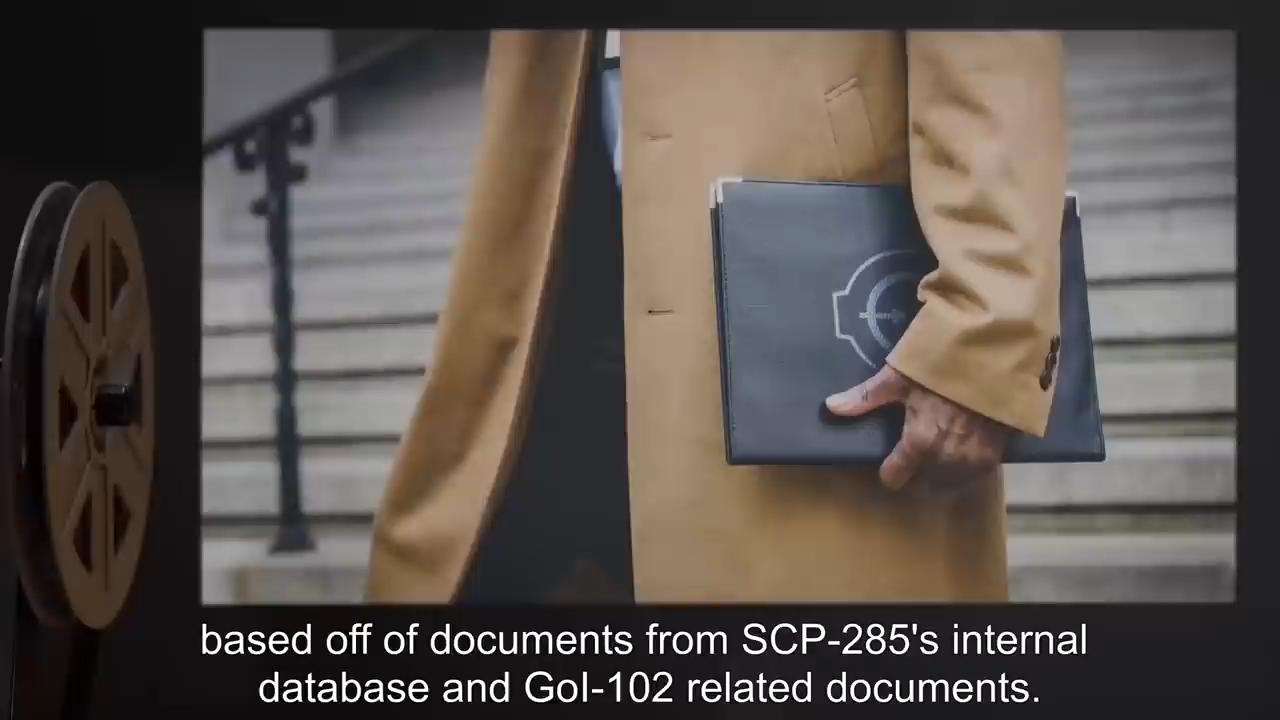 based off of documents from SCP-285's internal
database and GoI-102 related documents.